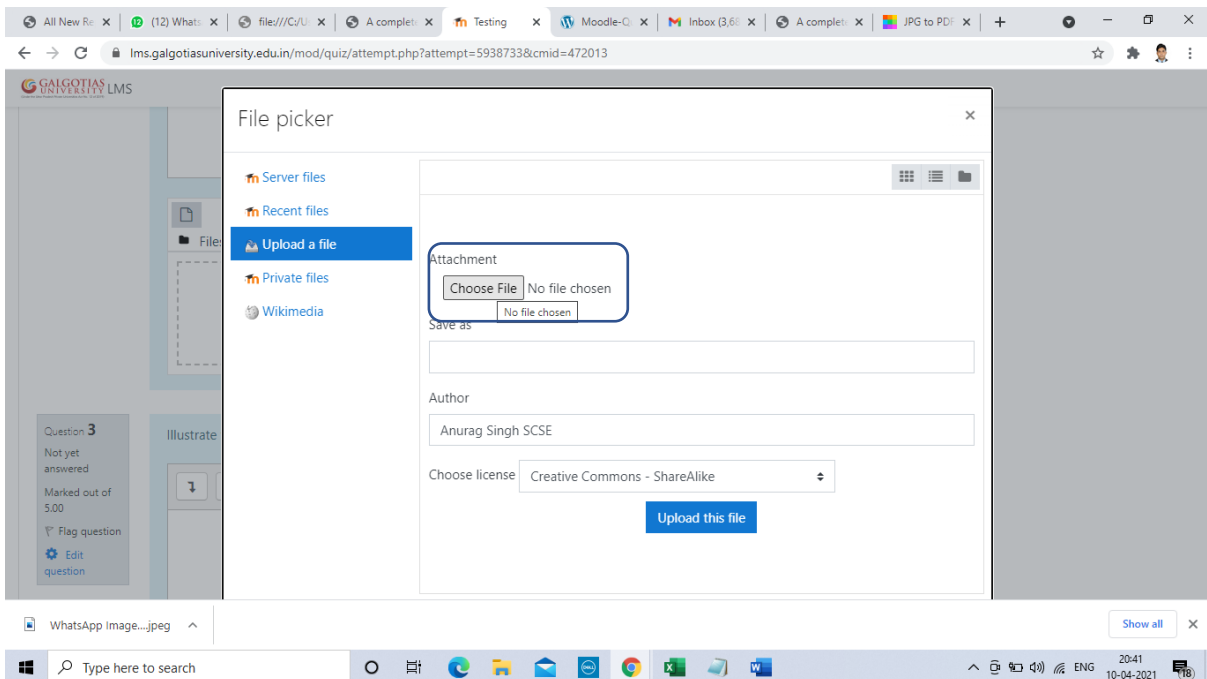 All New Re
(12) Whats
file:///C:/U
A complet
Testing
Moodle-Q
Inbox (3,68
A complet
JPG to PDF
lms.galgotiasuniversity.edu.in/mod/quiz/attempt.php?attempt=5938733&cmid=472013
GALGOTIAS
UNIVERSITY LMS
File picker
Server files
Recent files
Files
Upload a file
Private files
Wikimedia
Attachment
Choose File No file chosen
No file chosen
Save as
Author
Anurag Singh SCSE
Choose license Creative Commons - ShareAlike
Upload this file
Question 3
Not yet
answered
Marked out of
5.00
Flag question
Edit
question
Illustrate
WhatsApp Image....jpeg
Show all
Type here to search
ENG
20:41
10-04-2021
18